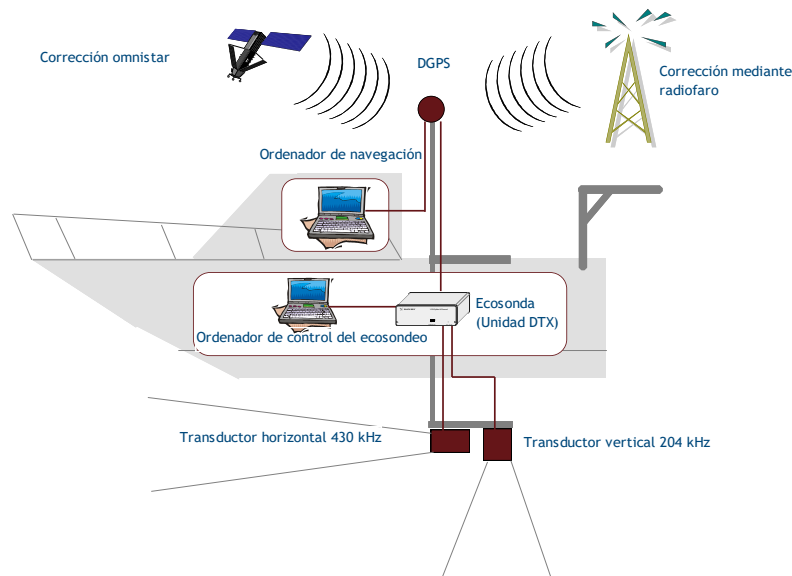 Corrección omnistar
DGPS
Corrección mediante
radiofaro
Ordenador de navegación
Ecosonda
(Unidad DTX)
Ordenador de control del ecosondeo
Transductor horizontal 430 kHz
Transductor vertical 204 kHz